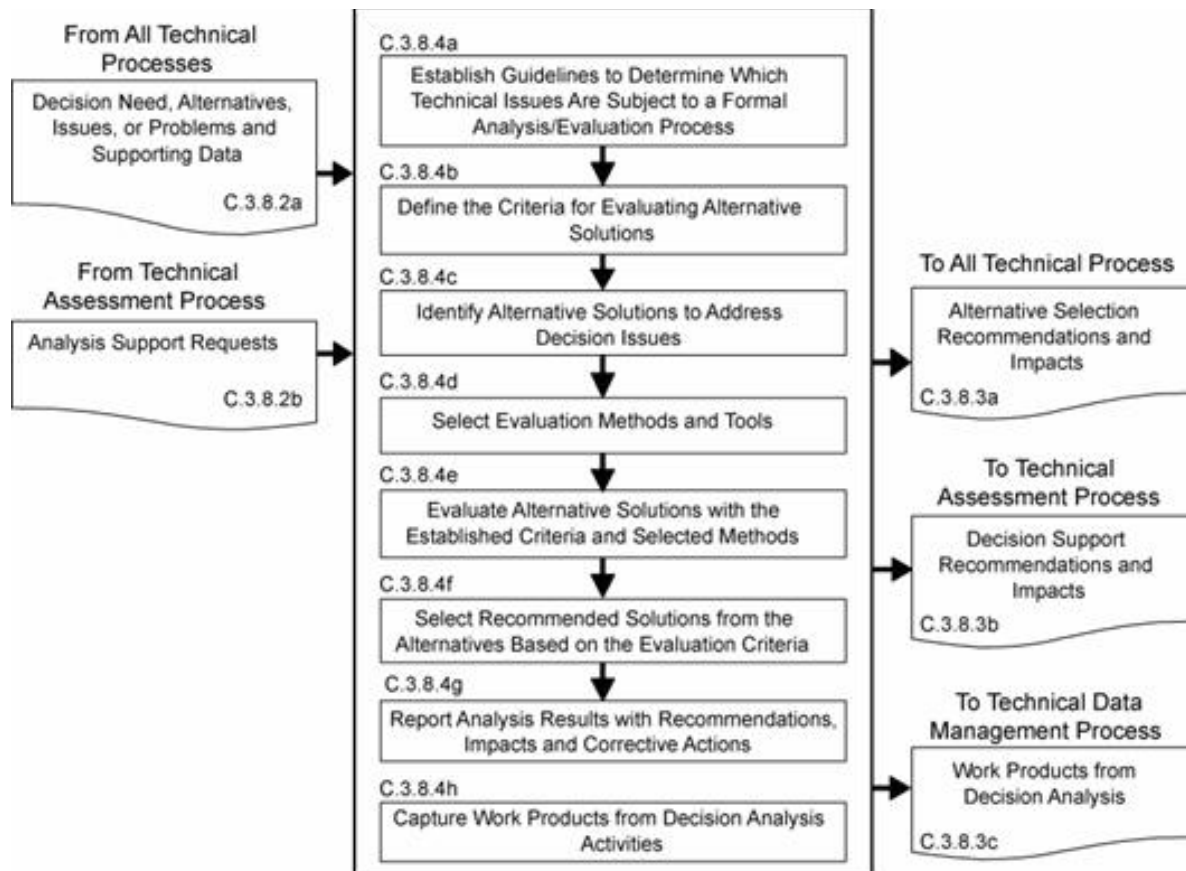 From All Technical
Processes
Decision Need, Alternatives,
Issues, or Problems and
Supporting Data
C.3.8.2a
From Technical
Assessment Process
Analysis Support Requests
C.3.8.2b
C.3.8.4a
Establish Guidelines to Determine Which
Technical Issues Are Subject to a Formal
Analysis/Evaluation Process
C.3.8.4b
Define the Criteria for Evaluating Alternative
Solutions
C.3.8.4c
Identify Alternative Solutions to Address
Decision Issues
C.3.8.4d
Select Evaluation Methods and Tools
C.3.8.4e
Evaluate Alternative Solutions with the
Established Criteria and Selected Methods
C.3.8.4f
Select Recommended Solutions from the
Alternatives Based on the Evaluation Criteria
C.3.8.4g
Report Analysis Results with Recommendations,
Impacts and Corrective Actions
C.3.8.4h
Capture Work Products from Decision Analysis
Activities
To All Technical Process
Alternative Selection
Recommendations and
Impacts
C.3.8.3a
To Technical
Assessment Process
Decision Support
Recommendations and
Impacts
C.3.8.3b
To Technical Data
Management Process
Work Products from
Decision Analysis
C.3.8.3c